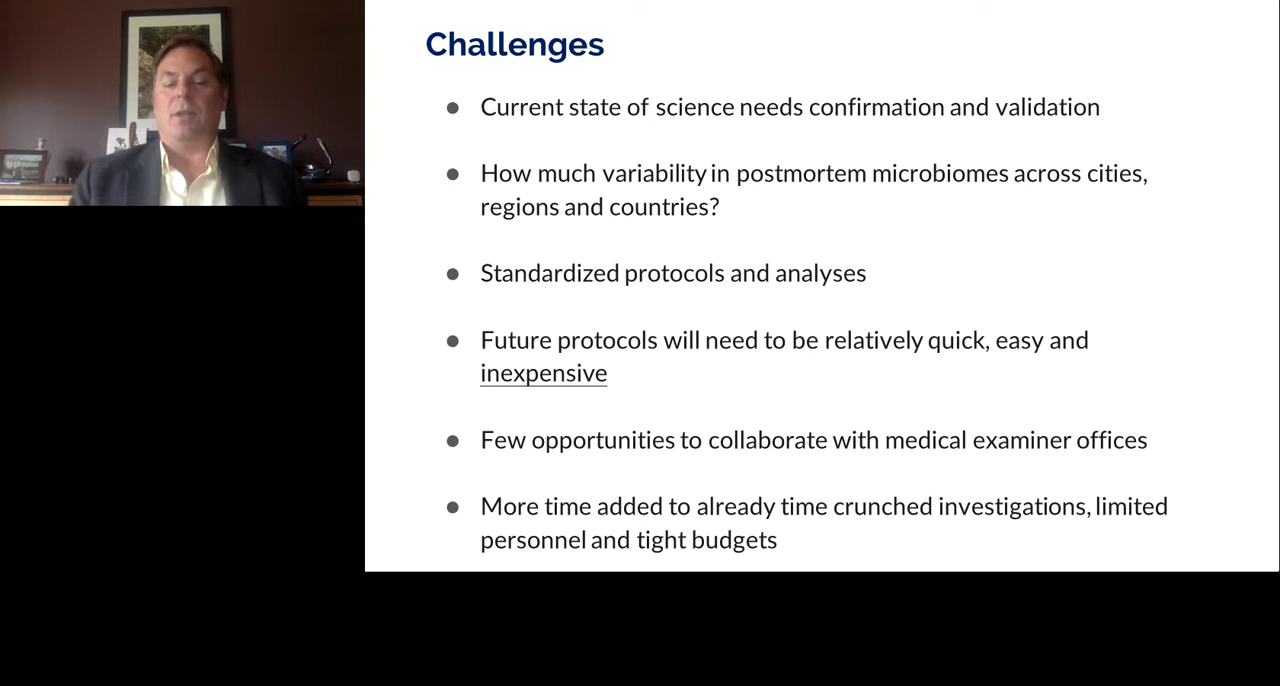 Challenges
● Current state of science needs confirmation and validation
● How much variability in postmortem microbiomes across cities,
regions and countries?
● Standardized protocols and analyses
● Future protocols will need to be relatively quick, easy and
inexpensive
● Few opportunities to collaborate with medical examiner offices
● More time added to already time crunched investigations, limited
personnel and tight budgets